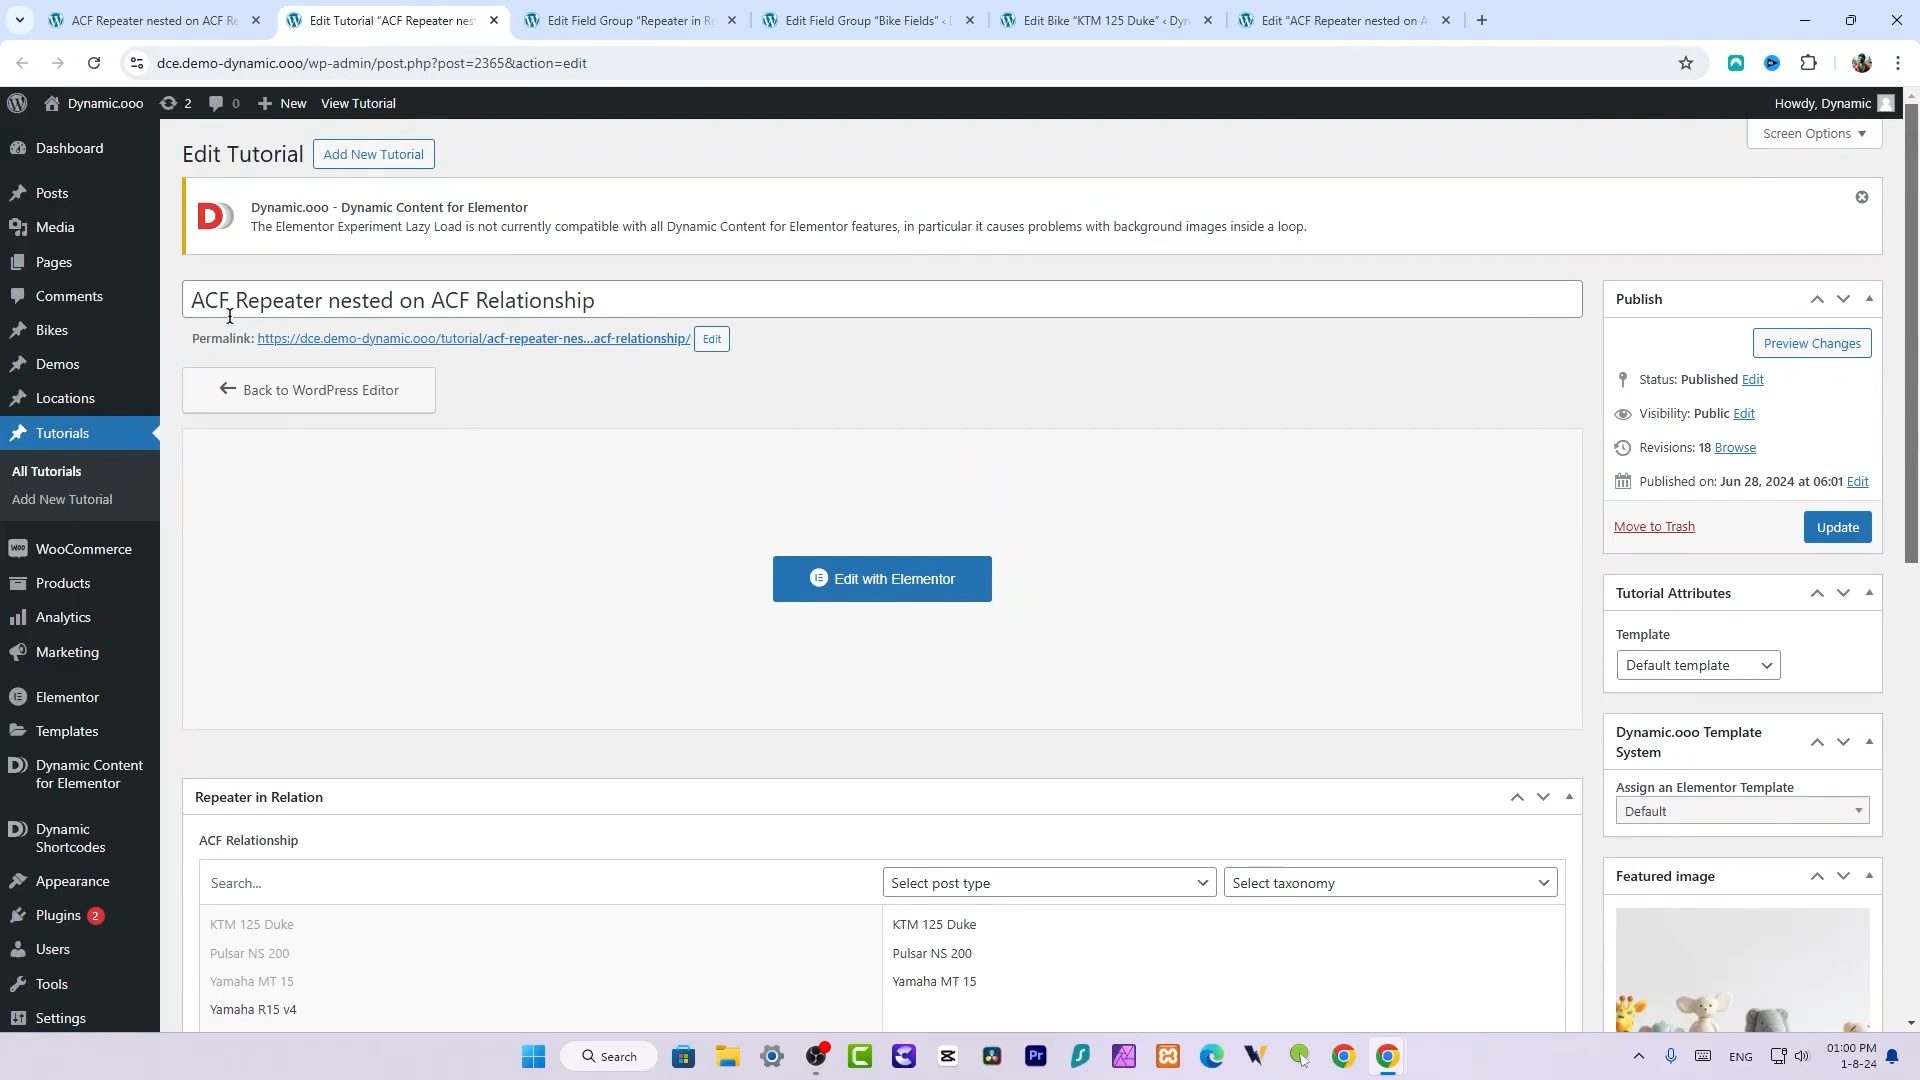 ACF Repeater nested on ACF Re
Edit Tutorial "ACF Repeater nes
Edit Field Group "Repeater in Re
Edit Field Group "Bike Fields" ‹
Edit Bike "KTM 125 Duke" ‹ Dyn
Edit "ACF Repeater nested on A
dce.demo-dynamic.ooo/wp-admin/post.php?post=2365&action=edit
Dynamic.ooo 2 0 New View Tutorial Howdy, Dynamic
Screen Options
Dashboard
Posts
Media
Pages
Comments
Bikes
Demos
Locations
Tutorials
All Tutorials
Add New Tutorial
WooCommerce
Products
Analytics
Marketing
Elementor
Templates
Dynamic Content
for Elementor
Dynamic
Shortcodes
Appearance
Plugins 2
Users
Tools
Settings
Edit Tutorial Add New Tutorial
Dynamic.ooo - Dynamic Content for Elementor
The Elementor Experiment Lazy Load is not currently compatible with all Dynamic Content for Elementor features, in particular it causes problems with background images inside a loop.
ACF Repeater nested on ACF Relationship
Permalink: https://dce.demo-dynamic.ooo/tutorial/acf-repeater-nes...acf-relationship/ Edit
Back to WordPress Editor
Edit with Elementor
Repeater in Relation
ACF Relationship
Search... Select post type Select taxonomy
KTM 125 Duke
Pulsar NS 200
Yamaha MT 15
Yamaha R15 v4
KTM 125 Duke
Pulsar NS 200
Yamaha MT 15
Publish
Preview Changes
Status: Published Edit
Visibility: Public Edit
Revisions: 18 Browse
Published on: Jun 28, 2024 at 06:01 Edit
Move to Trash Update
Tutorial Attributes
Template
Default template
Dynamic.ooo Template
System
Assign an Elementor Template
Default
Featured image
Search
Pr
ENG
01:00 PM
1-8-24